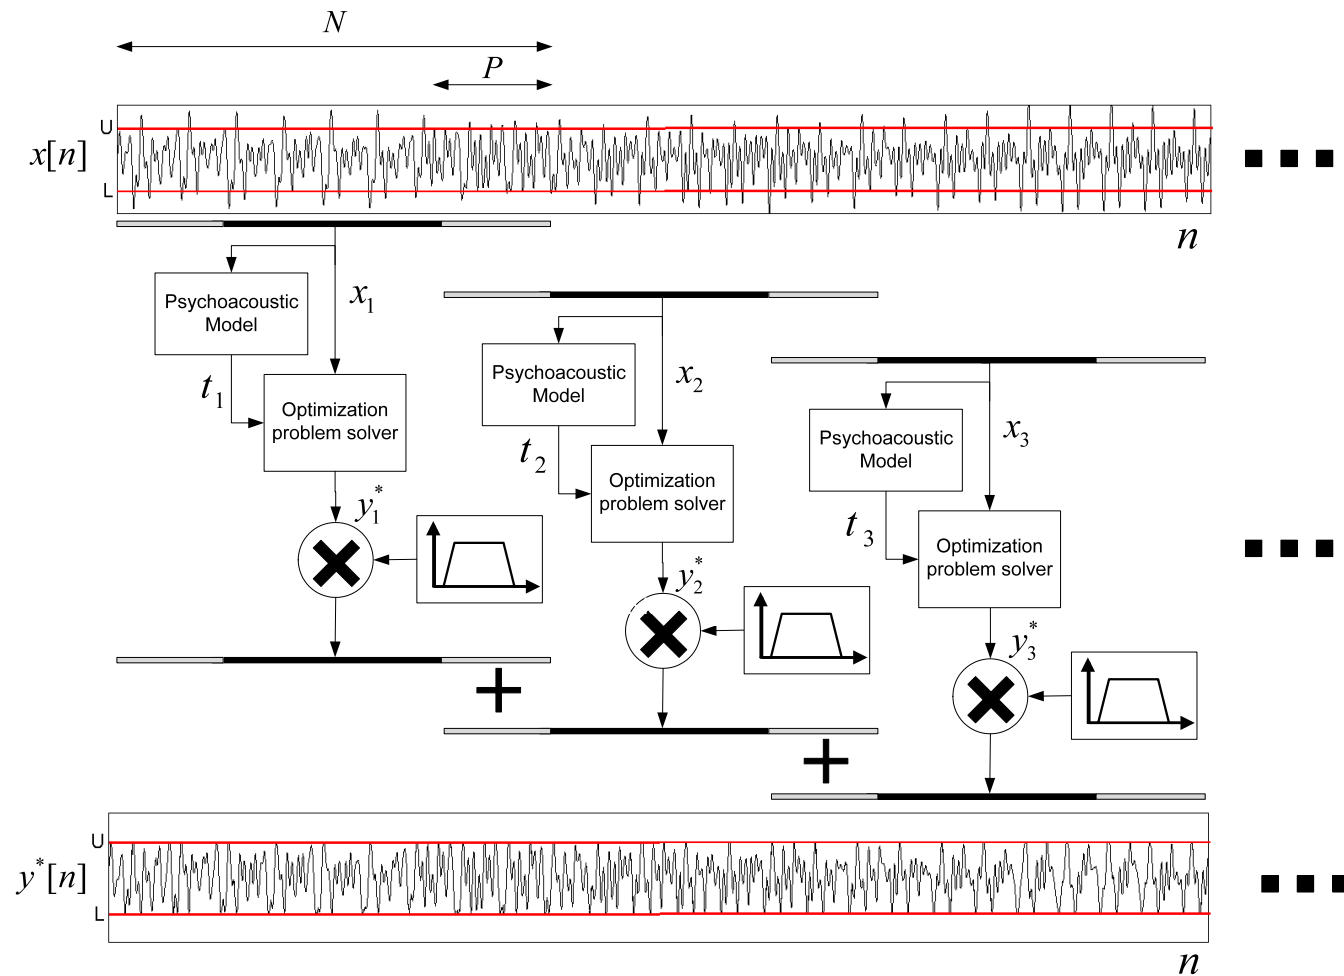 N
P
U
x[n]
L
n
Psychoacoustic
Model
x₁
t₁
Optimization
problem solver
y₁*
Psychoacoustic
Model
x₂
t₂
Optimization
problem solver
y₂*
Psychoacoustic
Model
x₃
t₃
Optimization
problem solver
y₃*
+
+
U
y*[n]
L
n